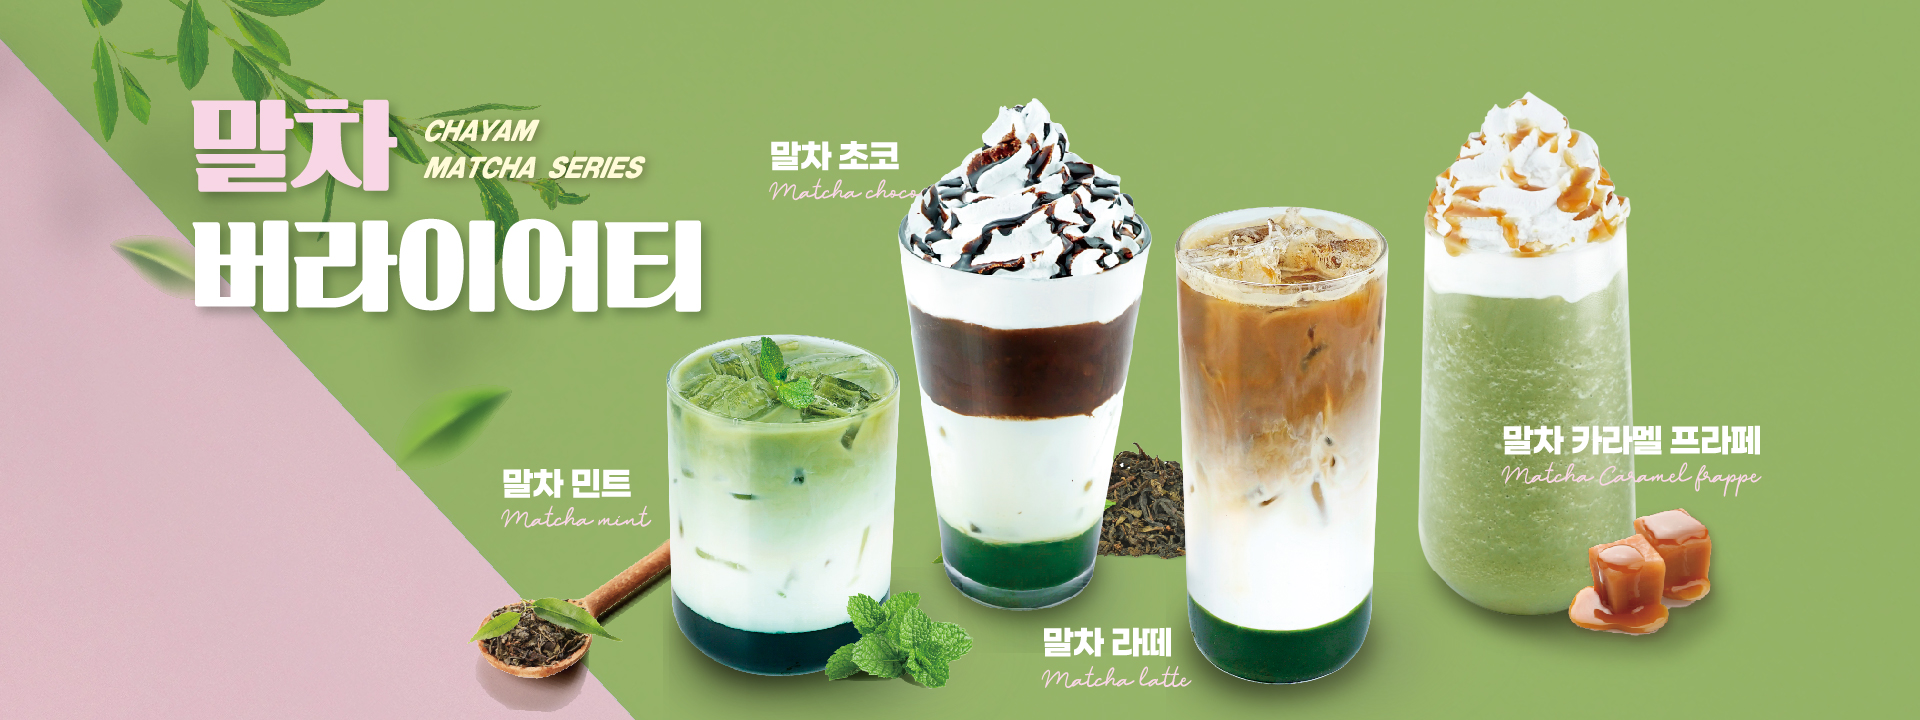 말차
CHAYAM
MATCHA SERIES
버라이어티
말차 초코
Matcha choco
말차 카라멜 프라페
Matcha Caramel frappe
말차 민트
Matcha mint
말차 라떼
Matcha latte